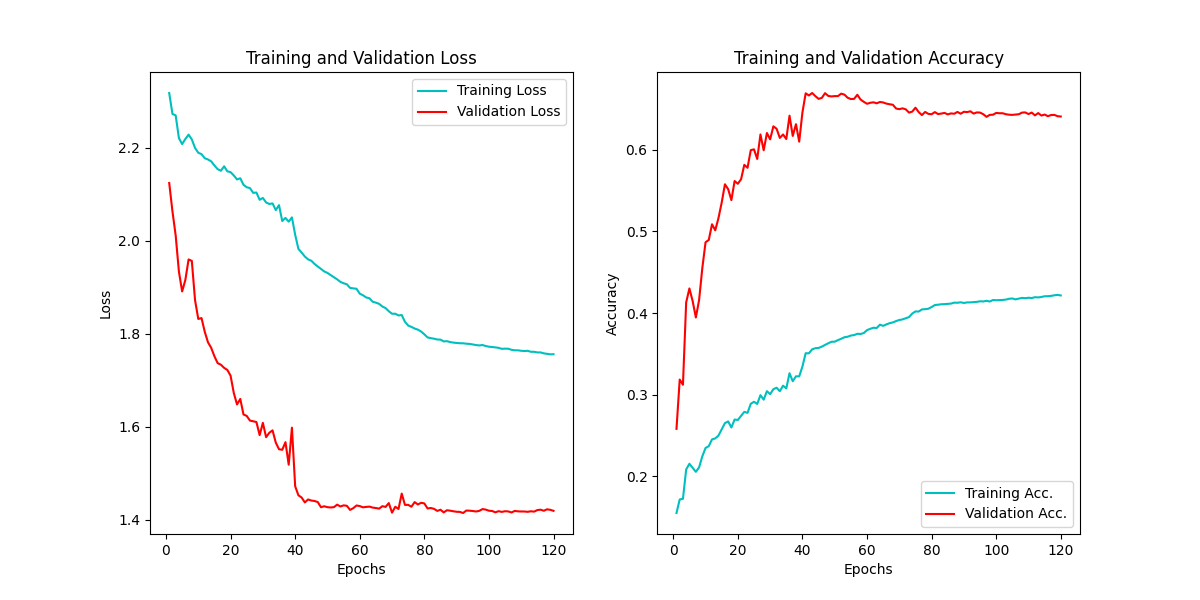 Training and Validation Loss
Training Loss
Validation Loss
2.2
2.0
1.8
1.6
1.4
Loss
0 20 40 60 80 100 120
Epochs
Training and Validation Accuracy
0.6
0.5
0.4
0.3
0.2
Accuracy
Training Acc.
Validation Acc.
0 20 40 60 80 100 120
Epochs